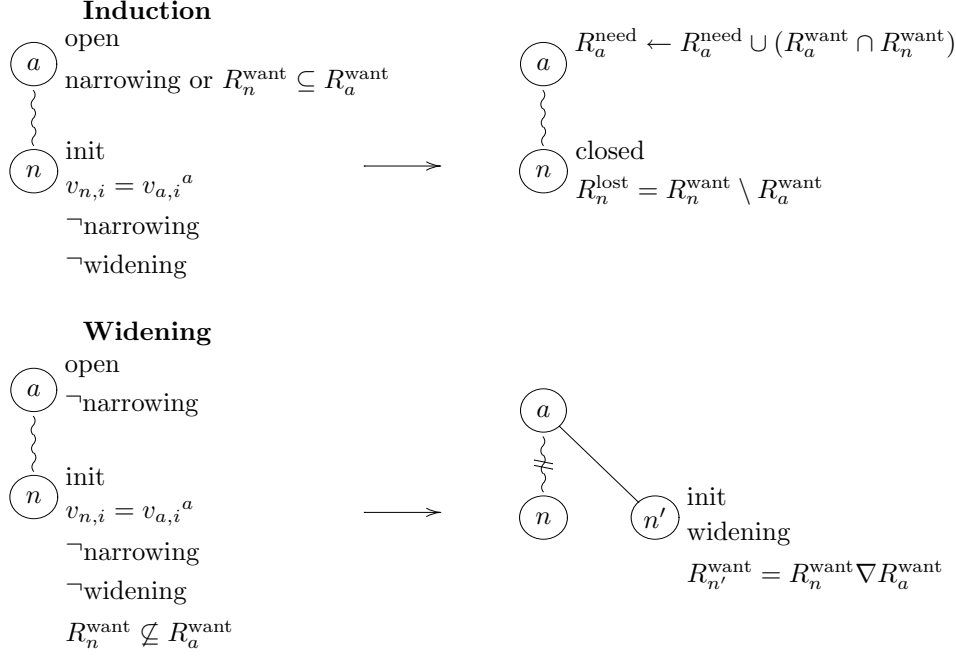 Induction
a
open
narrowing or R_n^want ⊆ R_a^want
n
init
v_{n,i} = v_{a,i}^a
¬narrowing
¬widening
a
R_a^need ← R_a^need ∪ (R_a^want ∩ R_n^want)
n
closed
R_n^lost = R_n^want \ R_a^want
Widening
a
open
¬narrowing
n
init
v_{n,i} = v_{a,i}^a
¬narrowing
¬widening
R_n^want ⊈ R_a^want
a
n
n′
init
widening
R_{n′}^want = R_n^want ∇ R_a^want